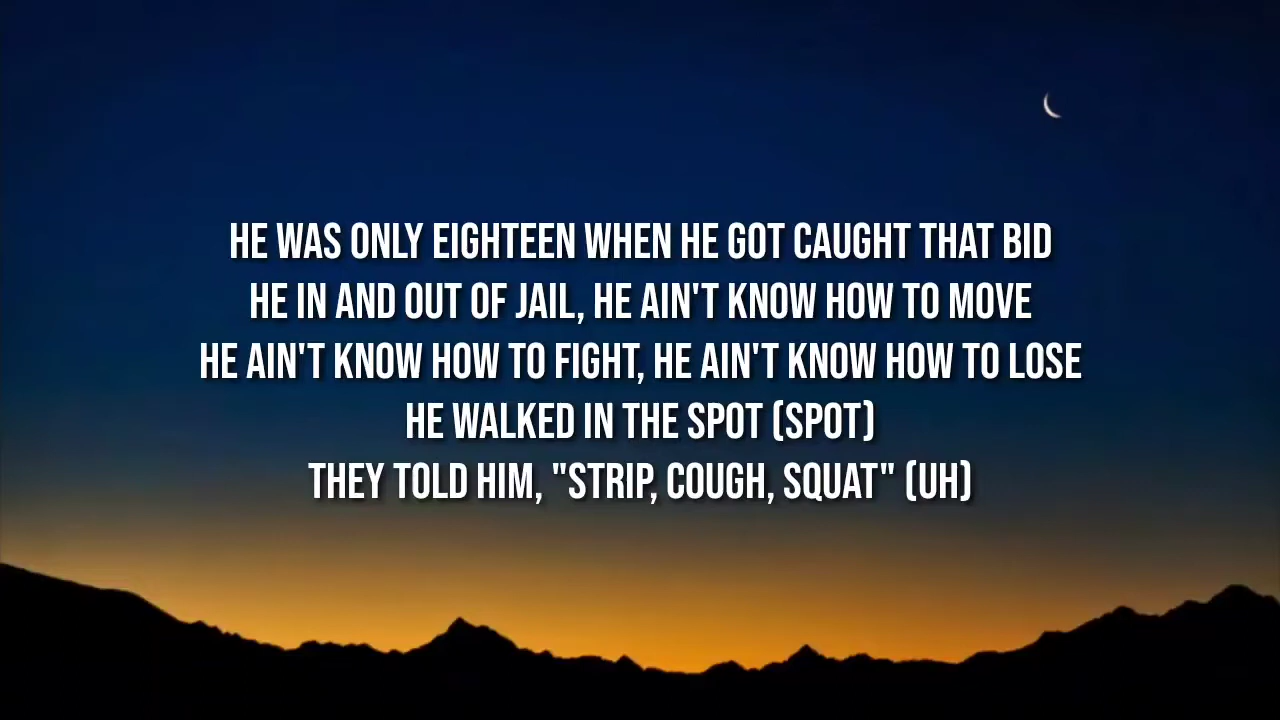 HE WAS ONLY EIGHTEEN WHEN HE GOT CAUGHT THAT BID
HE IN AND OUT OF JAIL, HE AIN'T KNOW HOW TO MOVE
HE AIN'T KNOW HOW TO FIGHT, HE AIN'T KNOW HOW TO LOSE
HE WALKED IN THE SPOT (SPOT)
THEY TOLD HIM, "STRIP, COUGH, SQUAT" (UH)